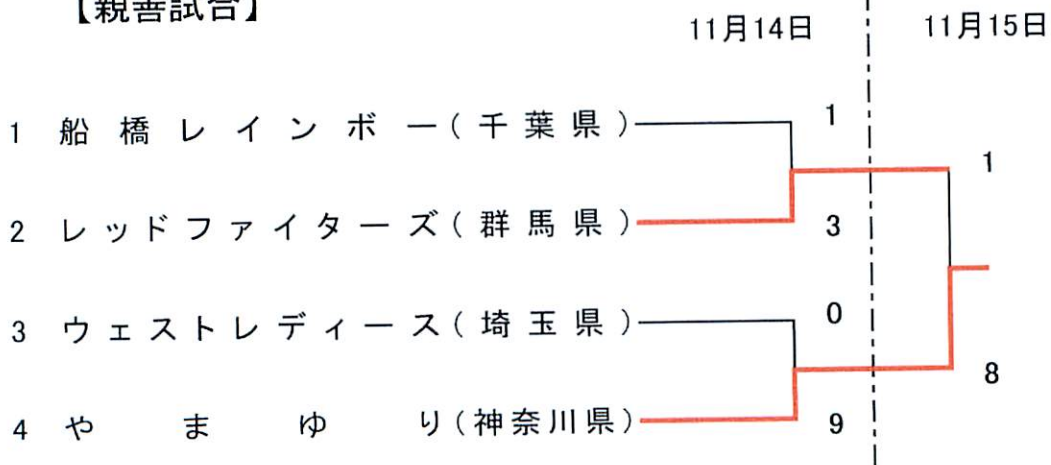 【親善試合】
11月14日 11月15日
1 船橋レインボー(千葉県) 1
1
2 レッドファイターズ(群馬県) 3
3 ウェストレディース(埼玉県) 0
8
4 やまゆり(神奈川県) 9